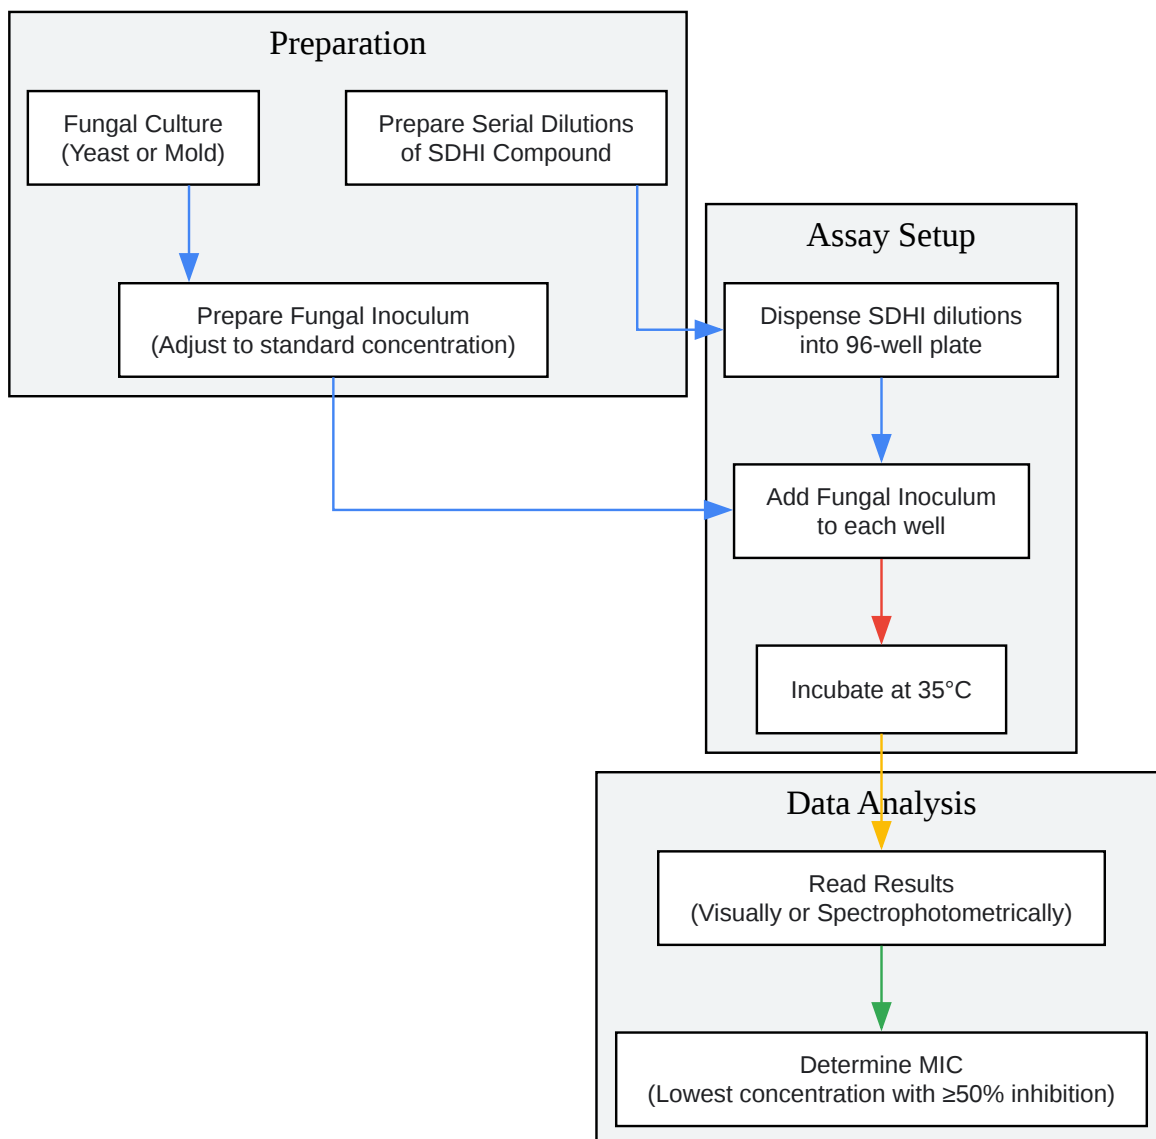 Preparation
Fungal Culture
(Yeast or Mold)
Prepare Serial Dilutions
of SDHI Compound
Prepare Fungal Inoculum
(Adjust to standard concentration)
Assay Setup
Dispense SDHI dilutions
into 96-well plate
Add Fungal Inoculum
to each well
Incubate at 35°C
Data Analysis
Read Results
(Visually or Spectrophotometrically)
Determine MIC
(Lowest concentration with ≥50% inhibition)